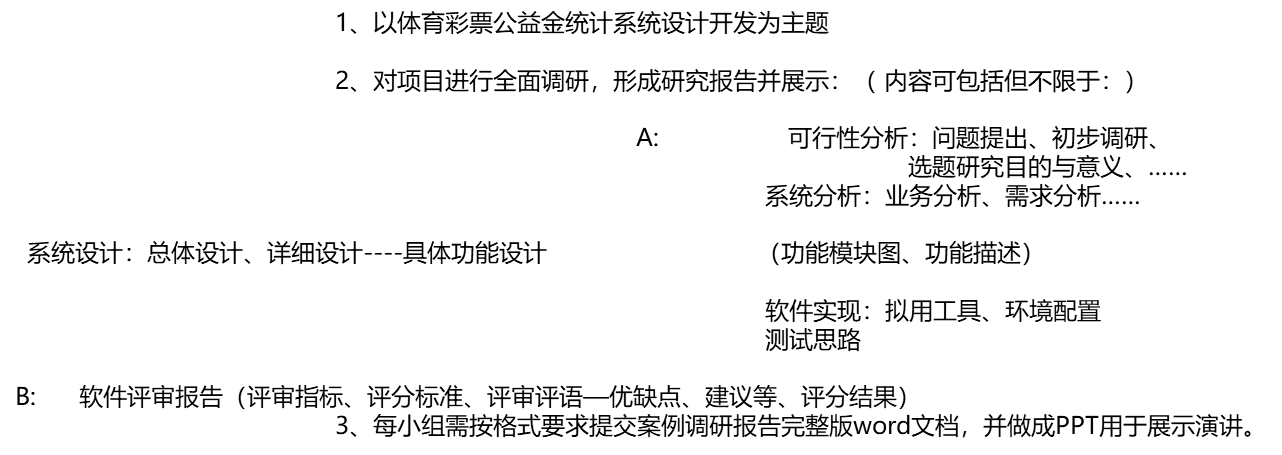 1、以体育彩票公益金统计系统设计开发为主题
2、对项目进行全面调研，形成研究报告并展示：（ 内容可包括但不限于：）
A: 可行性分析：问题提出、初步调研、
选题研究目的与意义、……
系统分析：业务分析、需求分析……
系统设计：总体设计、详细设计----具体功能设计 （功能模块图、功能描述）
软件实现：拟用工具、环境配置
测试思路
B: 软件评审报告（评审指标、评分标准、评审评语—优缺点、建议等、评分结果）
3、每小组需按格式要求提交案例调研报告完整版word文档，并做成PPT用于展示演讲。